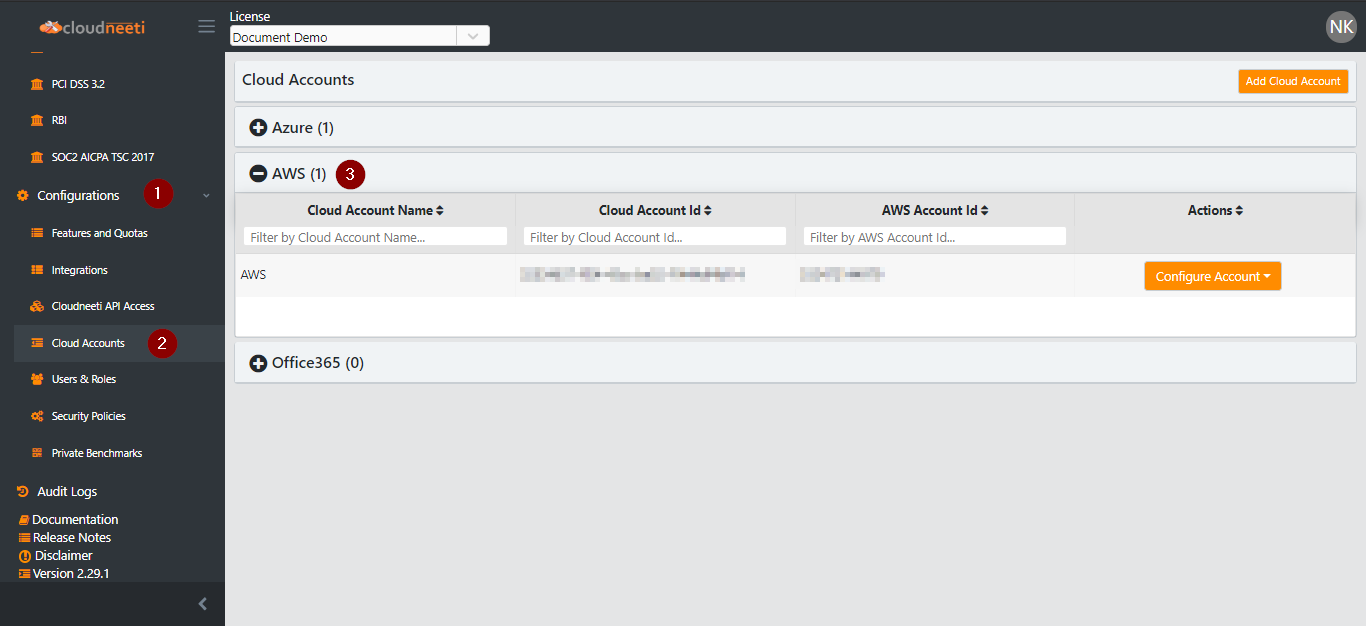 cloudneeti
License
Document Demo
NK
PCI DSS 3.2
RBI
SOC2 AICPA TSC 2017
Configurations 1
Features and Quotas
Integrations
Cloudneeti API Access
Cloud Accounts 2
Users & Roles
Security Policies
Private Benchmarks
Audit Logs
Documentation
Release Notes
Disclaimer
Version 2.29.1
Cloud Accounts Add Cloud Account
Azure (1)
AWS (1) 3
Cloud Account Name Cloud Account Id AWS Account Id Actions
Filter by Cloud Account Name... Filter by Cloud Account Id... Filter by AWS Account Id...
AWS Configure Account
Office365 (0)